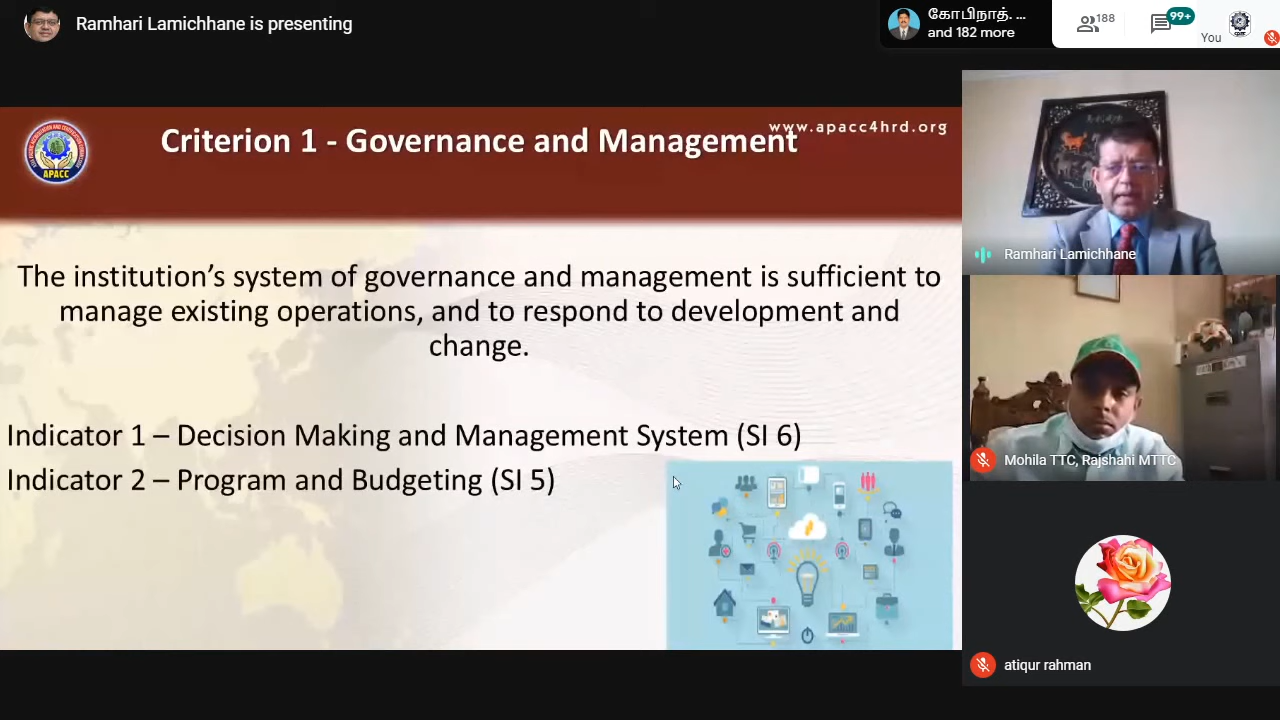 Ramhari Lamichhane is presenting
கோபிநாத். ...
and 182 more
188
99+
You
www.apacc4hrd.org
Criterion 1 - Governance and Management
APACC
The institution’s system of governance and management is sufficient to
manage existing operations, and to respond to development and
change.
Indicator 1 – Decision Making and Management System (SI 6)
Indicator 2 – Program and Budgeting (SI 5)
Ramhari Lamichhane
Mohila TTC, Rajshahi MTTC
atiqur rahman